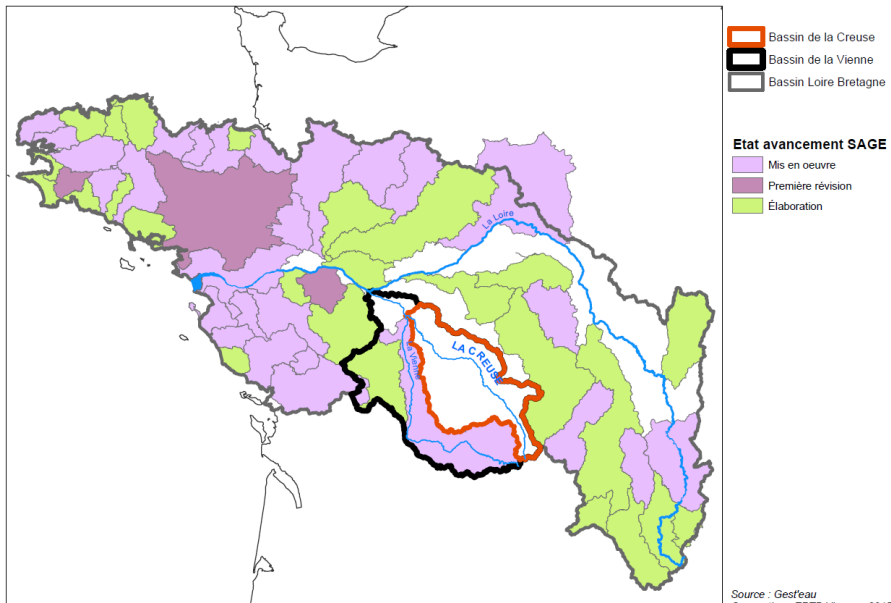 Bassin de la Creuse
Bassin de la Vienne
Bassin Loire Bretagne
Etat avancement SAGE
Mis en oeuvre
Première révision
Élaboration
La Loire
LA CREUSE
La Vienne
Source : Gest'eau